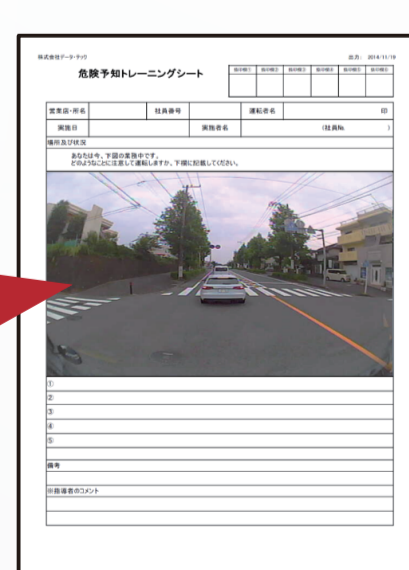 株式会社データ・テック
出力: 2014/11/19
危険予知トレーニングシート
営業店・所名
社員番号
運転者名
印
実施日
実施者名
(社員No. )
場所及び状況
あなたは今、下図の業務中です。
どのようなことに注意して運転しますか、下欄に記載してください。
①
②
③
④
⑤
備考
※指導者のコメント